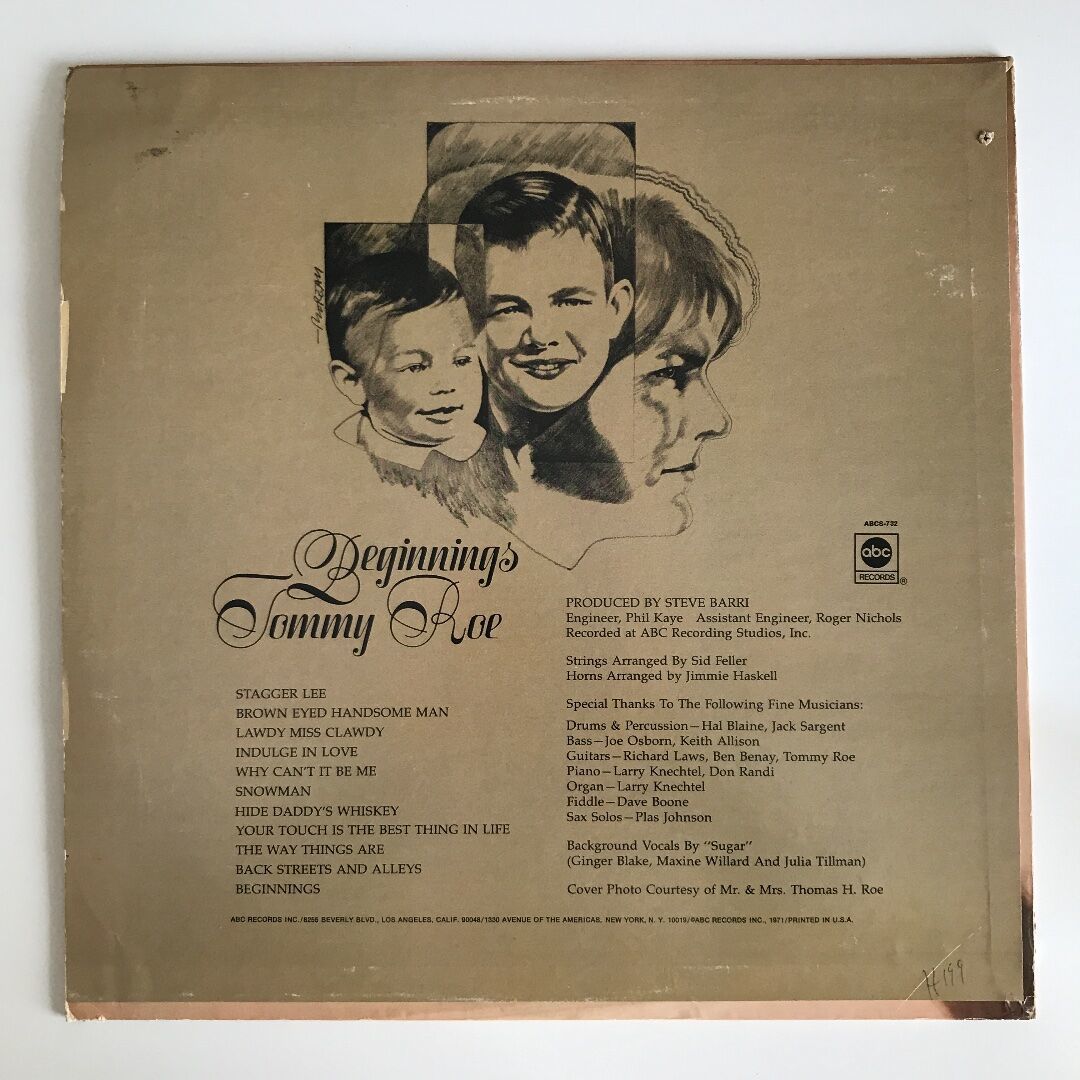 Morgan
Beginnings
Tommy Roe
STAGGER LEE
BROWN EYED HANDSOME MAN
LAWDY MISS CLAWDY
INDULGE IN LOVE
WHY CAN'T IT BE ME
SNOWMAN
HIDE DADDY'S WHISKEY
YOUR TOUCH IS THE BEST THING IN LIFE
THE WAY THINGS ARE
BACK STREETS AND ALLEYS
BEGINNINGS
ABCS-732
abc
RECORDS ®
PRODUCED BY STEVE BARRI
Engineer, Phil Kaye Assistant Engineer, Roger Nichols
Recorded at ABC Recording Studios, Inc.
Strings Arranged By Sid Feller
Horns Arranged by Jimmie Haskell
Special Thanks To The Following Fine Musicians:
Drums & Percussion—Hal Blaine, Jack Sargent
Bass—Joe Osborn, Keith Allison
Guitars—Richard Laws, Ben Benay, Tommy Roe
Piano—Larry Knechtel, Don Randi
Organ—Larry Knechtel
Fiddle—Dave Boone
Sax Solos—Plas Johnson
Background Vocals By "Sugar"
(Ginger Blake, Maxine Willard And Julia Tillman)
Cover Photo Courtesy of Mr. & Mrs. Thomas H. Roe
ABC RECORDS INC./8255 BEVERLY BLVD., LOS ANGELES, CALIF. 90048/1330 AVENUE OF THE AMERICAS, NEW YORK, N. Y. 10019/©ABC RECORDS INC., 1971/PRINTED IN U.S.A.
H199